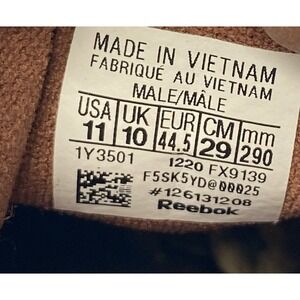 MADE IN VIETNAM
FABRIQUÉ AU VIETNAM
MALE/MÂLE
USA UK EUR CM mm
11 10 44.5 29 290
1Y3501 1220 FX9139
F5SK5YD@00025
#126131208
Reebok